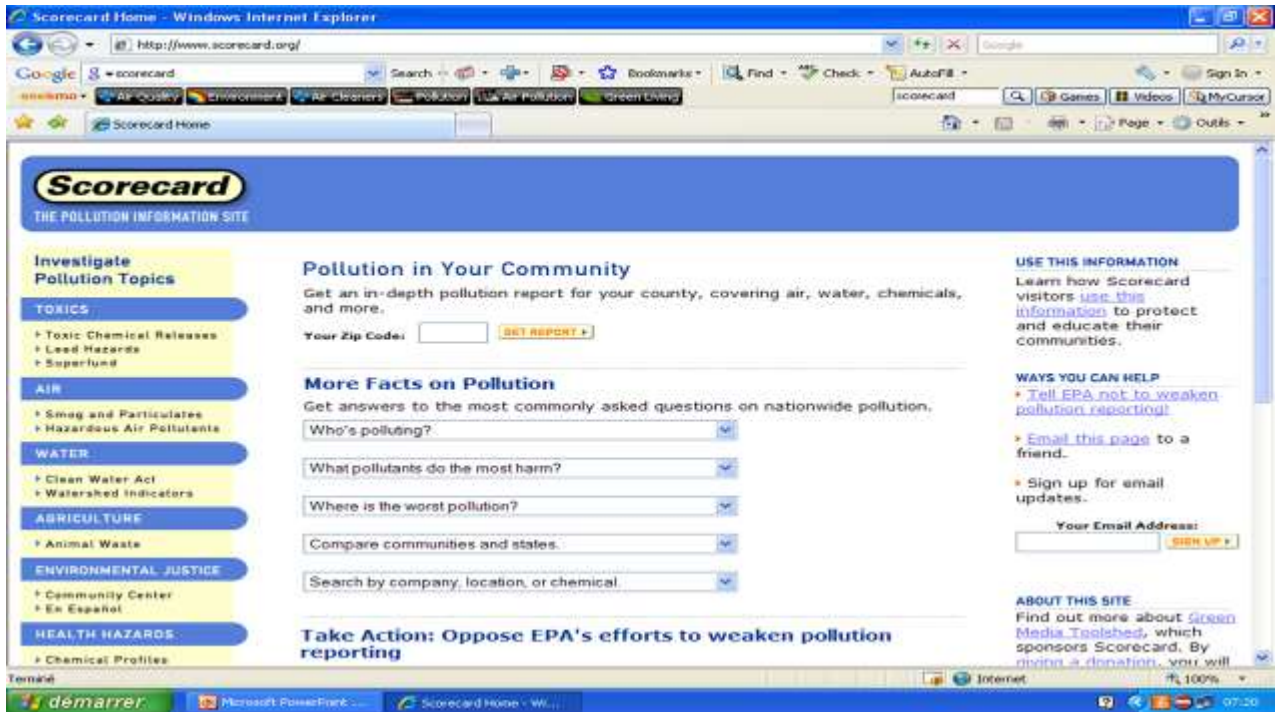 Scorecard Home - Windows Internet Explorer
http://www.scorecard.org/
Google
Google scorecard Search Bookmarks Find Check AutoFill Sign In
Air Quality Environment Air Cleaners Pollution Air Pollution Green Living scorecard Games Videos MyCursor
Scorecard Home Page Outils
Scorecard
THE POLLUTION INFORMATION SITE
Investigate
Pollution Topics
TOXICS
Toxic Chemical Releases
Lead Hazards
Superfund
AIR
Smog and Particulates
Hazardous Air Pollutants
WATER
Clean Water Act
Watershed Indicators
AGRICULTURE
Animal Waste
ENVIRONMENTAL JUSTICE
Community Center
En Español
HEALTH HAZARDS
Chemical Profiles
Pollution in Your Community
Get an in-depth pollution report for your county, covering air, water, chemicals,
and more.
Your Zip Code: GET REPORT
More Facts on Pollution
Get answers to the most commonly asked questions on nationwide pollution.
Who's polluting?
What pollutants do the most harm?
Where is the worst pollution?
Compare communities and states.
Search by company, location, or chemical.
Take Action: Oppose EPA's efforts to weaken pollution
reporting
USE THIS INFORMATION
Learn how Scorecard
visitors use this
information to protect
and educate their
communities.
WAYS YOU CAN HELP
Tell EPA not to weaken
pollution reporting!
Email this page to a
friend.
Sign up for email
updates.
Your Email Address:
SIGN UP
ABOUT THIS SITE
Find out more about Green
Media Toolshed, which
sponsors Scorecard. By
giving a donation, you will
Terminé Internet 100%
démarrer Microsoft PowerPoint ... Scorecard Home - Wi... 07:20